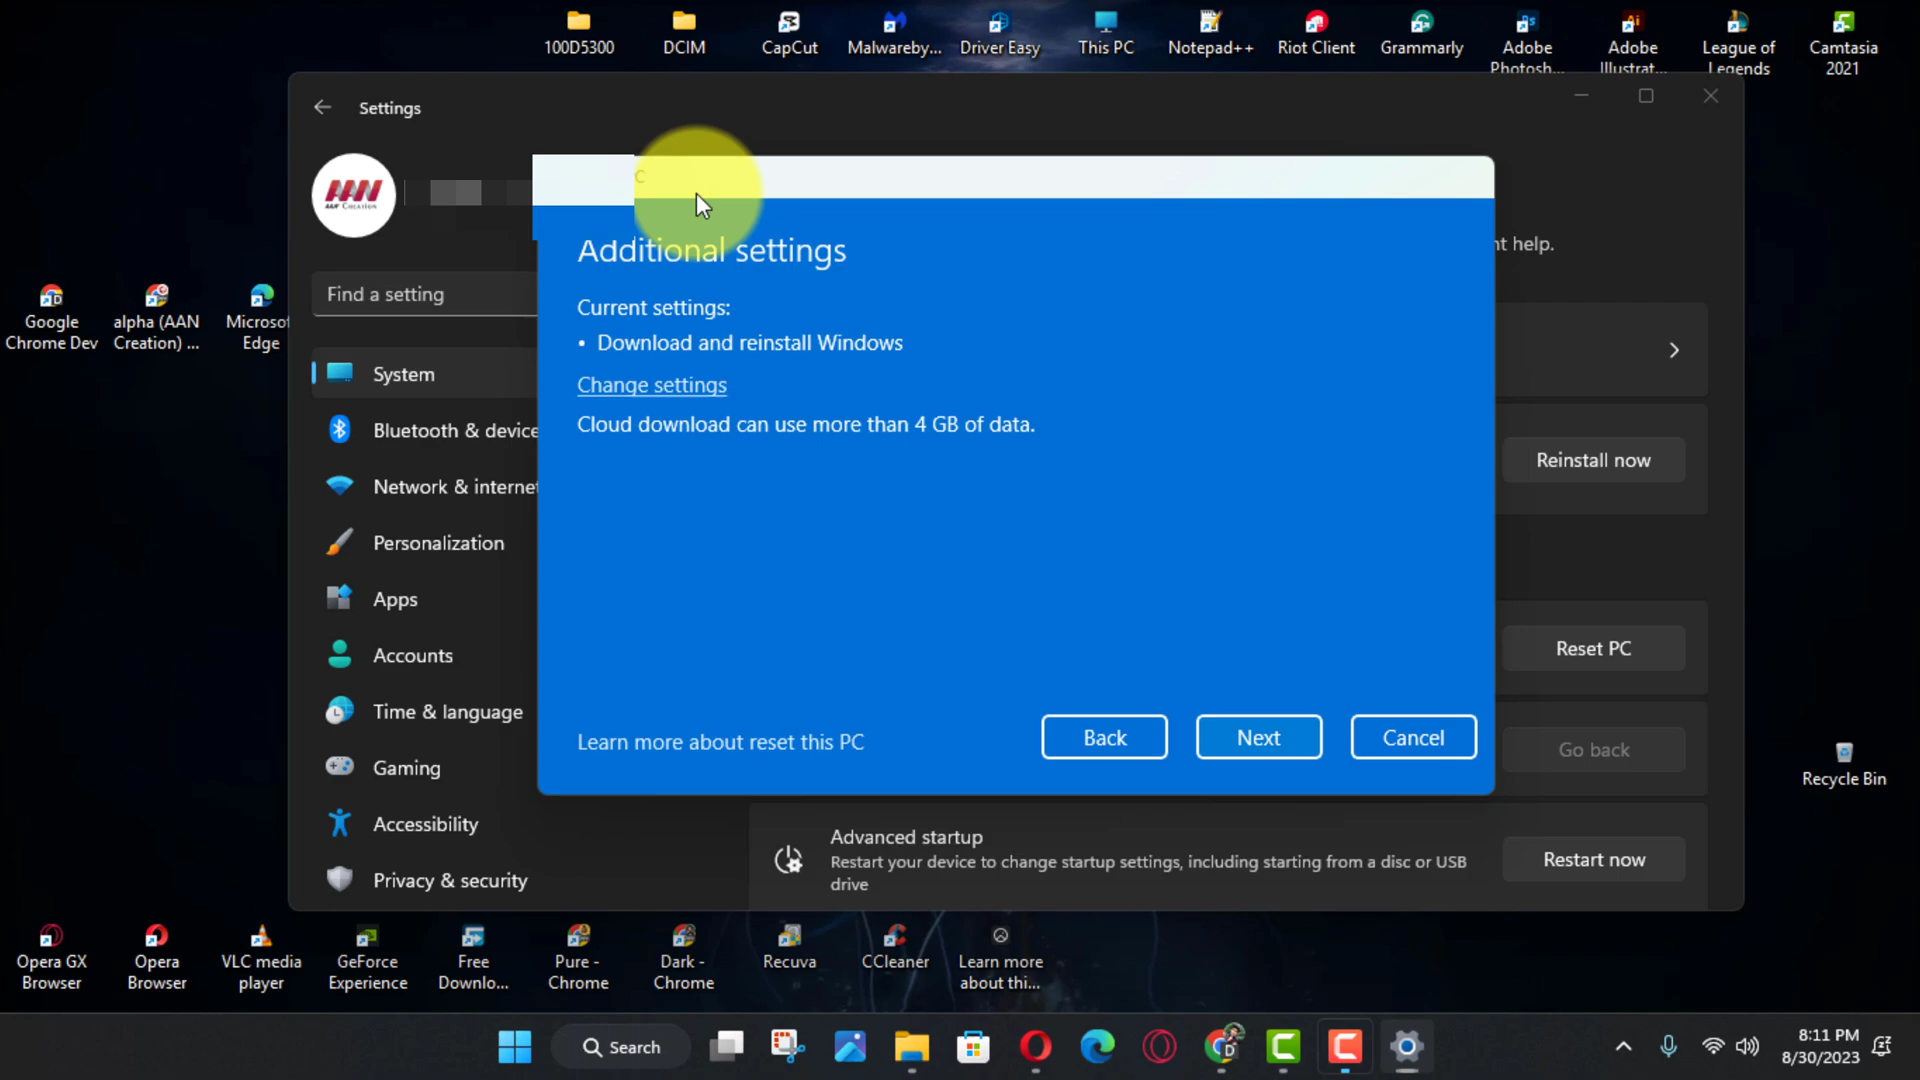 100D5300
DCIM
CapCut
Malwareby...
Driver Easy
This PC
Notepad++
Riot Client
Grammarly
Adobe
Photosh...
Adobe
Illustrat...
League of
Legends
Camtasia
2021
Settings
AAN
AAN CREATION
C
Additional settings
Current settings:
• Download and reinstall Windows
Change settings
Cloud download can use more than 4 GB of data.
Learn more about reset this PC
Back
Next
Cancel
nt help.
Find a setting
Google
Chrome Dev
alpha (AAN
Creation) ...
Microsof
Edge
System
Bluetooth & device
Network & internet
Personalization
Apps
Accounts
Time & language
Gaming
Accessibility
Privacy & security
Reinstall now
Reset PC
Go back
Advanced startup
Restart your device to change startup settings, including starting from a disc or USB
drive
Restart now
Recycle Bin
Opera GX
Browser
Opera
Browser
VLC media
player
GeForce
Experience
Free
Downlo...
Pure -
Chrome
Dark -
Chrome
Recuva
CCleaner
Learn more
about thi...
Search
8:11 PM
8/30/2023